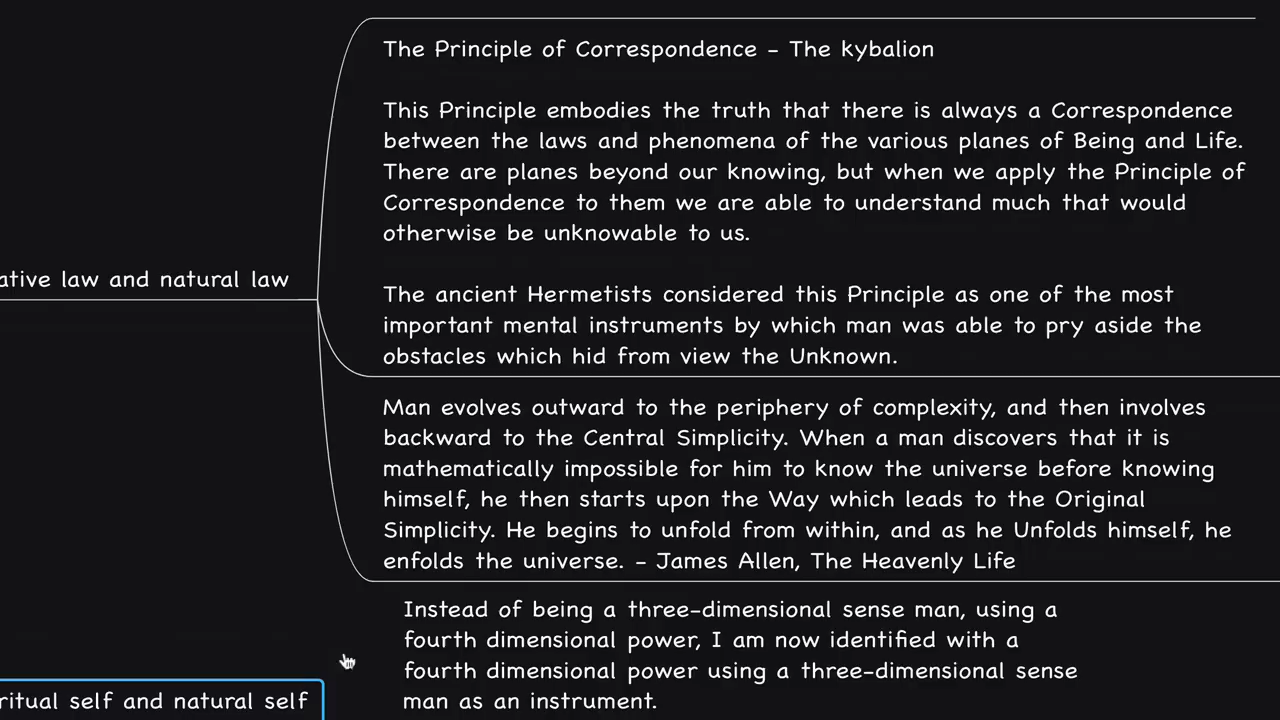 The Principle of Correspondence - The kybalion
This Principle embodies the truth that there is always a Correspondence
between the laws and phenomena of the various planes of Being and Life.
There are planes beyond our knowing, but when we apply the Principle of
Correspondence to them we are able to understand much that would
otherwise be unknowable to us.
The ancient Hermetists considered this Principle as one of the most
important mental instruments by which man was able to pry aside the
obstacles which hid from view the Unknown.
ative law and natural law
Man evolves outward to the periphery of complexity, and then involves
backward to the Central Simplicity. When a man discovers that it is
mathematically impossible for him to know the universe before knowing
himself, he then starts upon the Way which leads to the Original
Simplicity. He begins to unfold from within, and as he Unfolds himself, he
enfolds the universe. - James Allen, The Heavenly Life
Instead of being a three-dimensional sense man, using a
fourth dimensional power, I am now identified with a
fourth dimensional power using a three-dimensional sense
man as an instrument.
ritual self and natural self